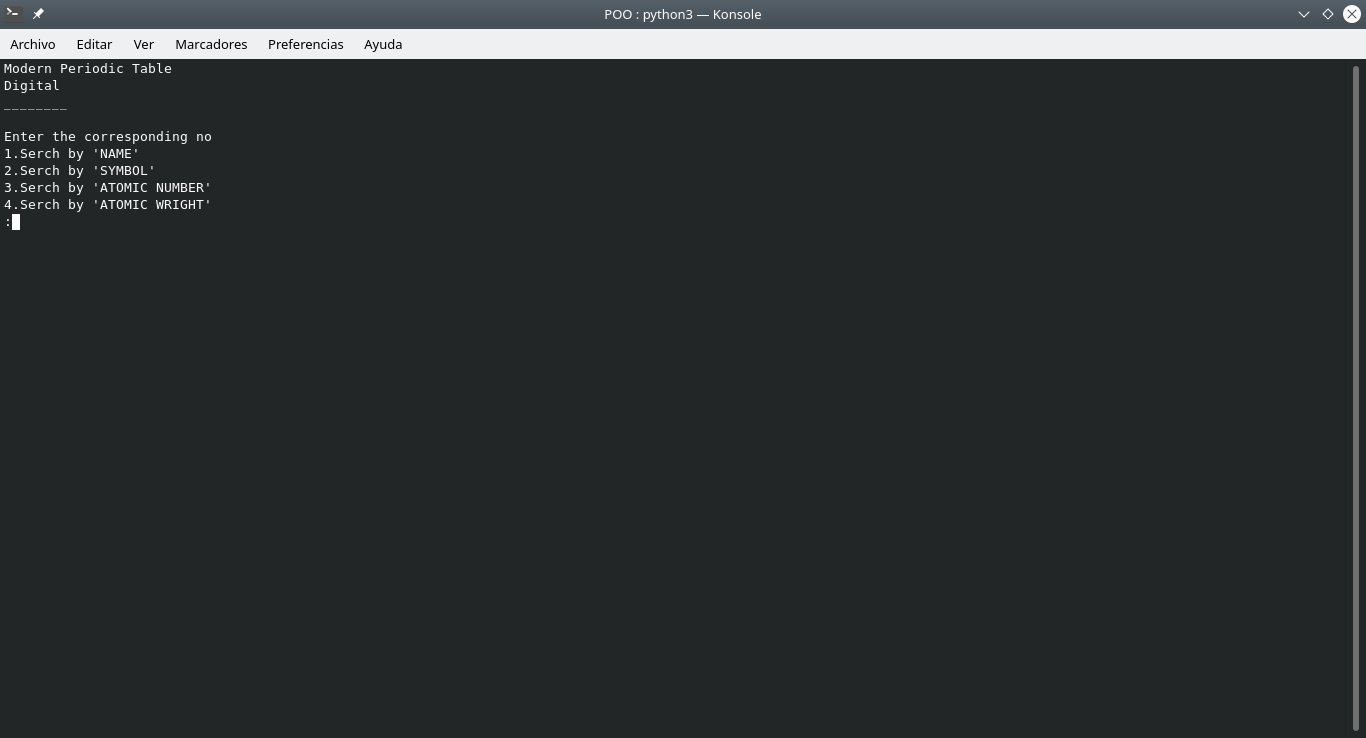 POO : python3 — Konsole
Archivo Editar Ver Marcadores Preferencias Ayuda
Modern Periodic Table
Digital
________
Enter the corresponding no
1.Serch by 'NAME'
2.Serch by 'SYMBOL'
3.Serch by 'ATOMIC NUMBER'
4.Serch by 'ATOMIC WRIGHT'
: